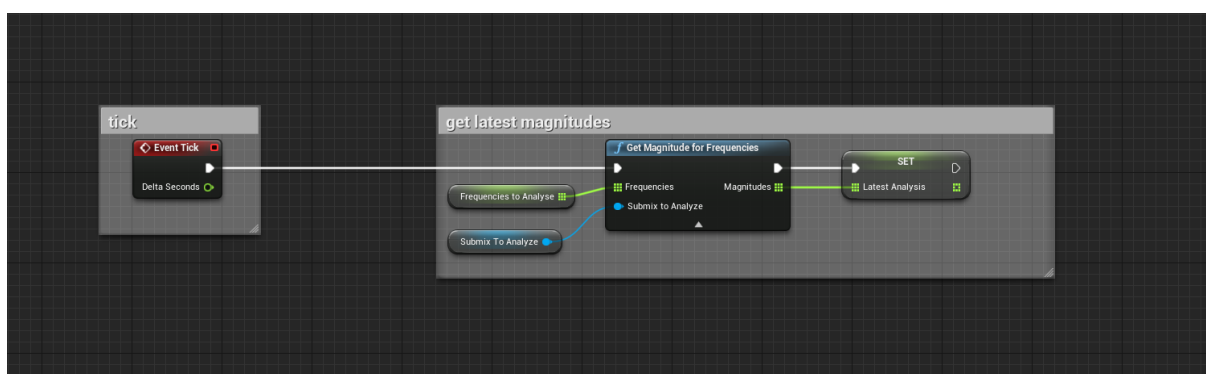 tick
Event Tick
Delta Seconds
get latest magnitudes
Get Magnitude for Frequencies
Frequencies
Magnitudes
Submix to Analyze
Frequencies to Analyse
Submix To Analyze
SET
Latest Analysis